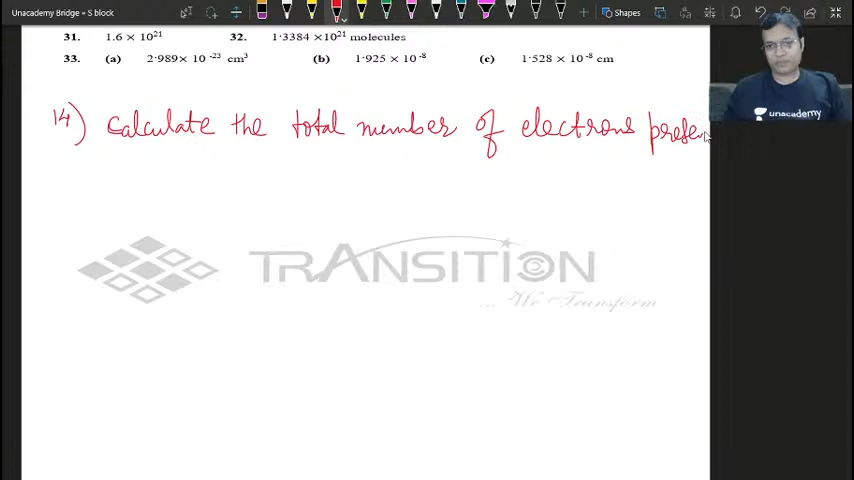 Unacademy Bridge + S block
Shapes
31. 1.6 × 10²¹ 32. 1·3384 ×10²¹ molecules
33. (a) 2·989× 10 ⁻²³ cm³ (b) 1·925 × 10⁻⁸ (c) 1·528 × 10⁻⁸ cm
unacademy
14) Calculate the total number of electrons presen
TRANSITION
... We Transform